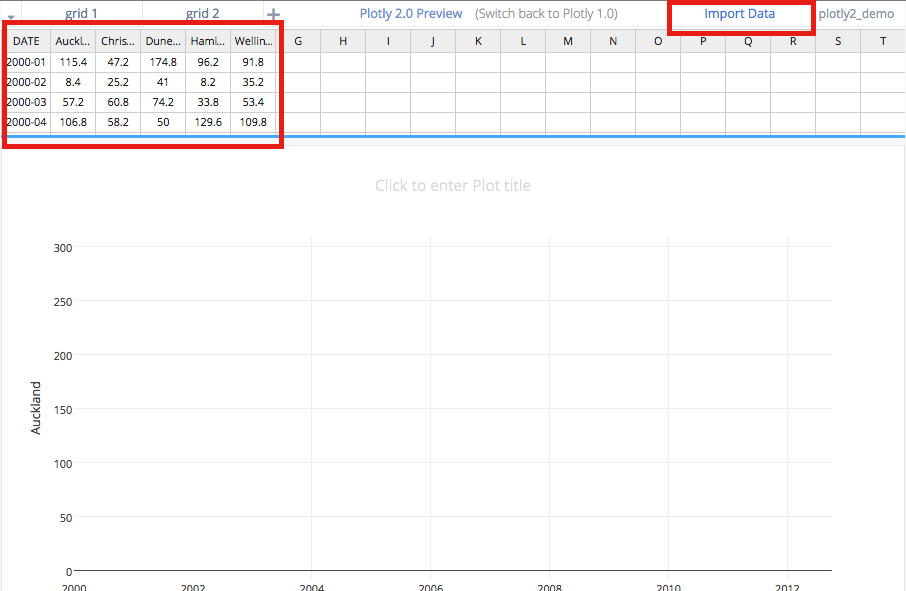 grid 1 grid 2 + Plotly 2.0 Preview (Switch back to Plotly 1.0) Import Data plotly2_demo
DATE Auckl... Chris... Dune... Hami... Wellin... G H I J K L M N O P Q R S T
2000-01 115.4 47.2 174.8 96.2 91.8
2000-02 8.4 25.2 41 8.2 35.2
2000-03 57.2 60.8 74.2 33.8 53.4
2000-04 106.8 58.2 50 129.6 109.8
Click to enter Plot title
300
250
200
150
Auckland
100
50
0
2000 2002 2004 2006 2008 2010 2012